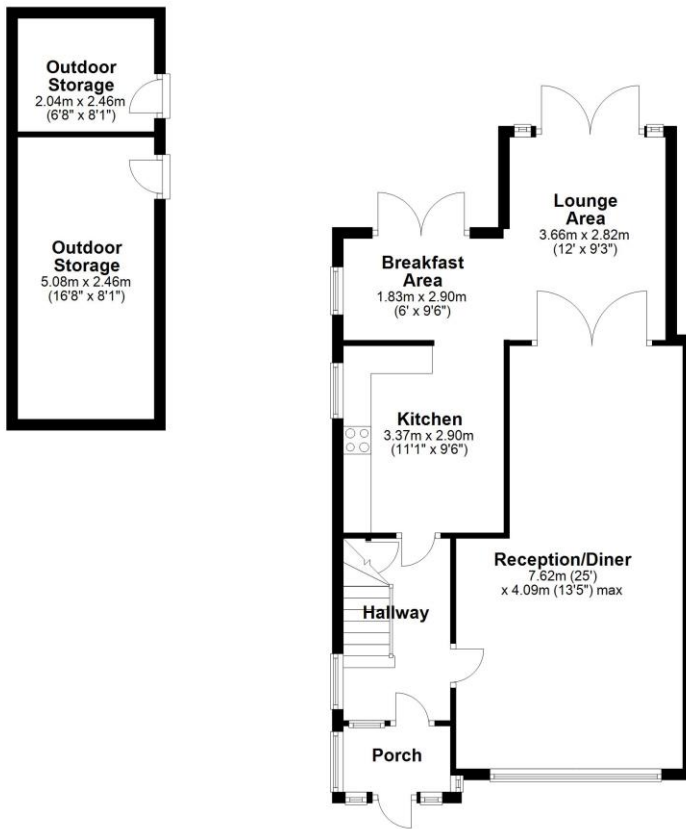 Outdoor
Storage
2.04m x 2.46m
(6'8" x 8'1")
Outdoor
Storage
5.08m x 2.46m
(16'8" x 8'1")
Lounge
Area
3.66m x 2.82m
(12' x 9'3")
Breakfast
Area
1.83m x 2.90m
(6' x 9'6")
Kitchen
3.37m x 2.90m
(11'1" x 9'6")
Reception/Diner
7.62m (25')
x 4.09m (13'5") max
Hallway
Porch